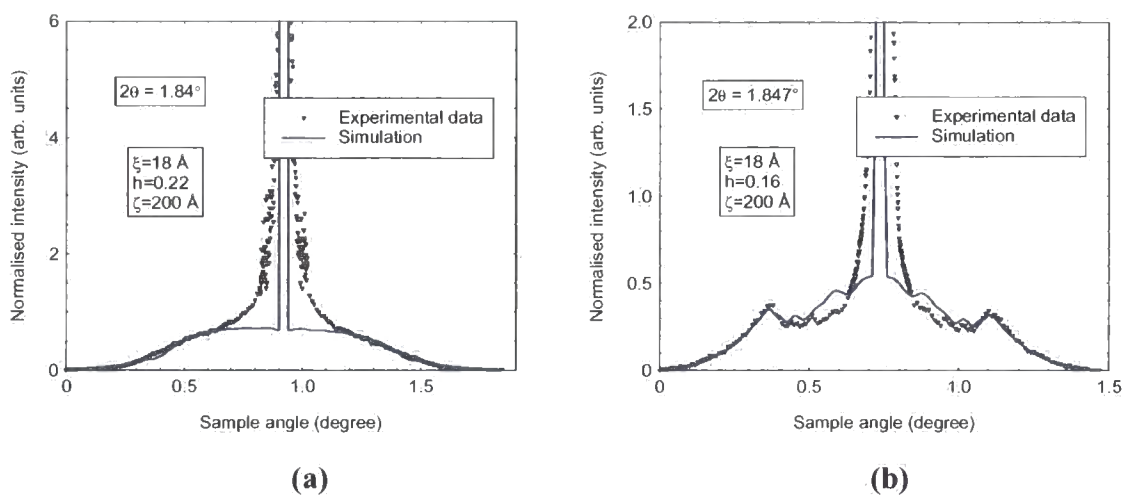 6
4
2
0
Normalised intensity (arb. units)
2θ = 1.84°
Experimental data
Simulation
ξ=18 Å
h=0.22
ζ=200 Å
0 0.5 1.0 1.5
Sample angle (degree)
(a)
2.0
1.5
1.0
0.5
0
Normalised intensity (arb. units)
2θ = 1.847°
Experimental data
Simulation
ξ=18 Å
h=0.16
ζ=200 Å
0 0.5 1.0 1.5
Sample angle (degree)
(b)